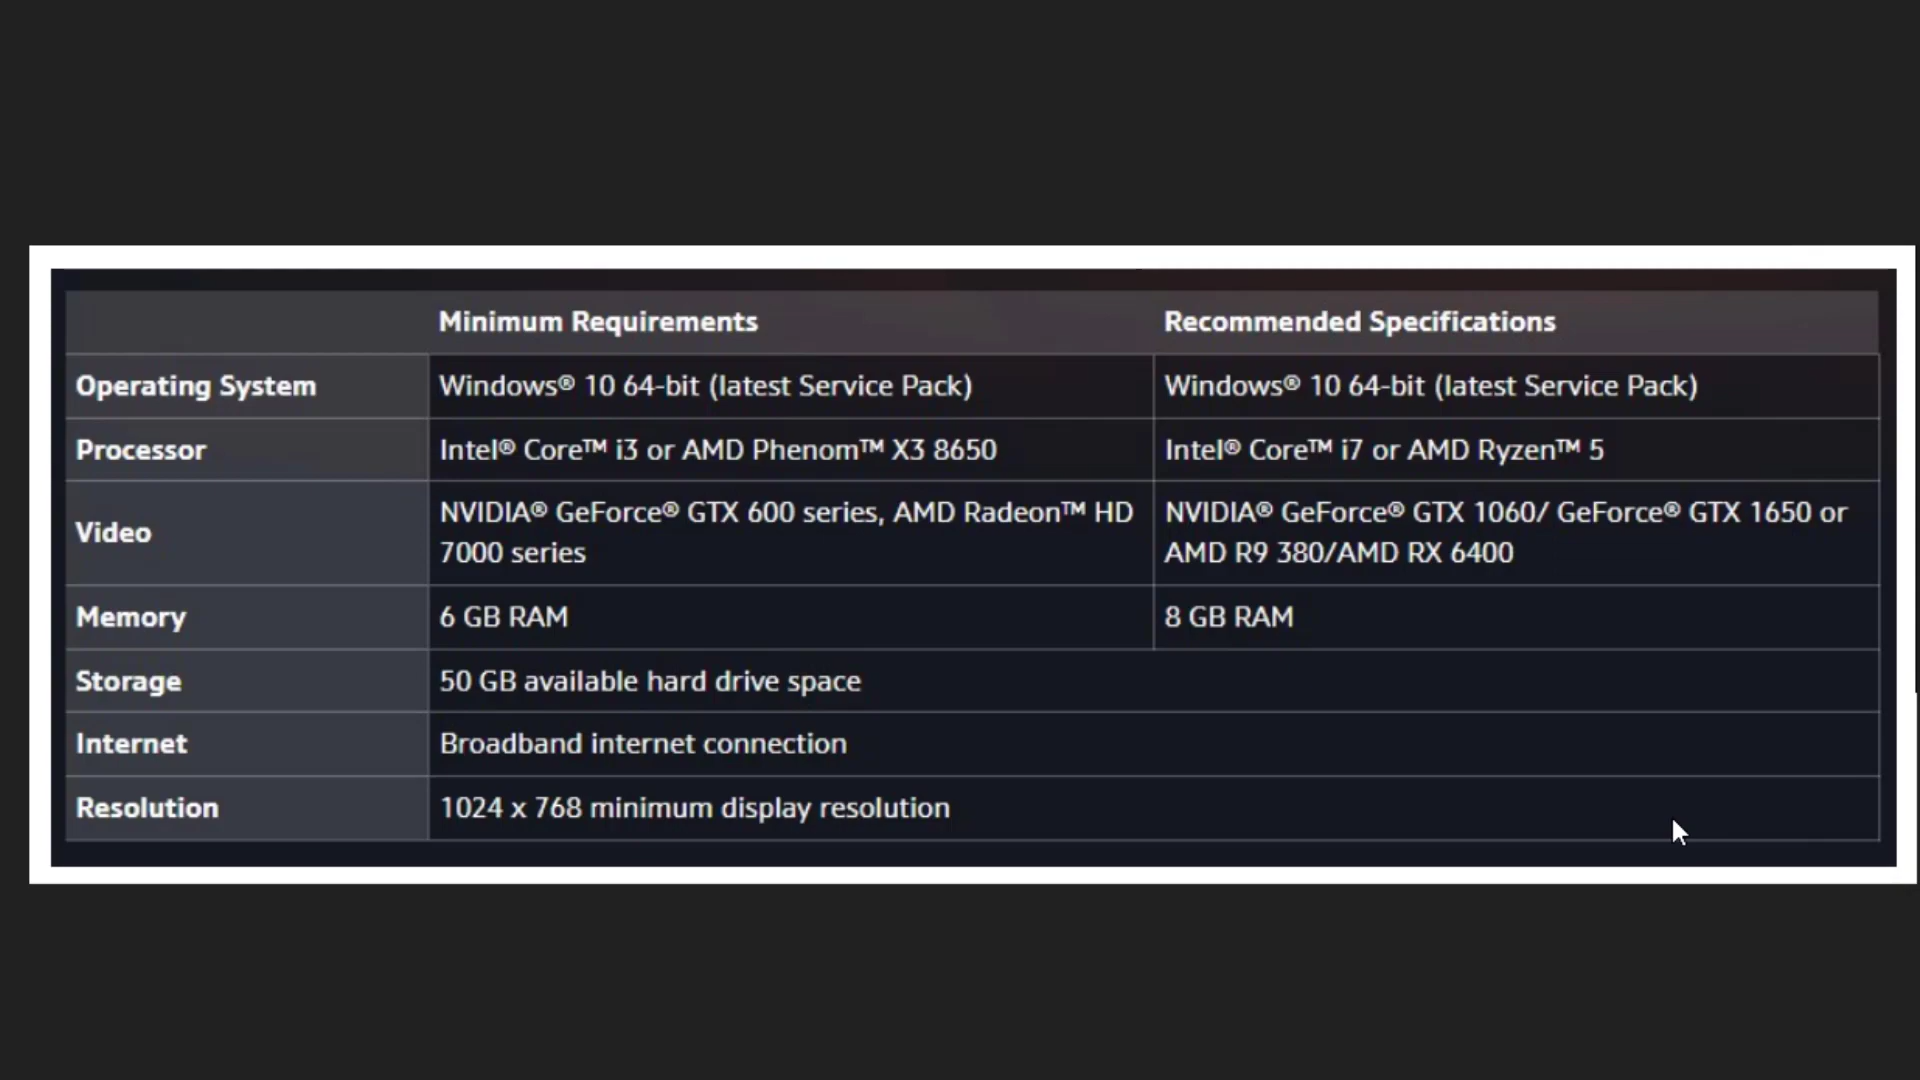 Minimum Requirements Recommended Specifications
Operating System Windows® 10 64-bit (latest Service Pack) Windows® 10 64-bit (latest Service Pack)
Processor Intel® Core™ i3 or AMD Phenom™ X3 8650 Intel® Core™ i7 or AMD Ryzen™ 5
Video NVIDIA® GeForce® GTX 600 series, AMD Radeon™ HD NVIDIA® GeForce® GTX 1060/ GeForce® GTX 1650 or
7000 series AMD R9 380/AMD RX 6400
Memory 6 GB RAM 8 GB RAM
Storage 50 GB available hard drive space
Internet Broadband internet connection
Resolution 1024 x 768 minimum display resolution